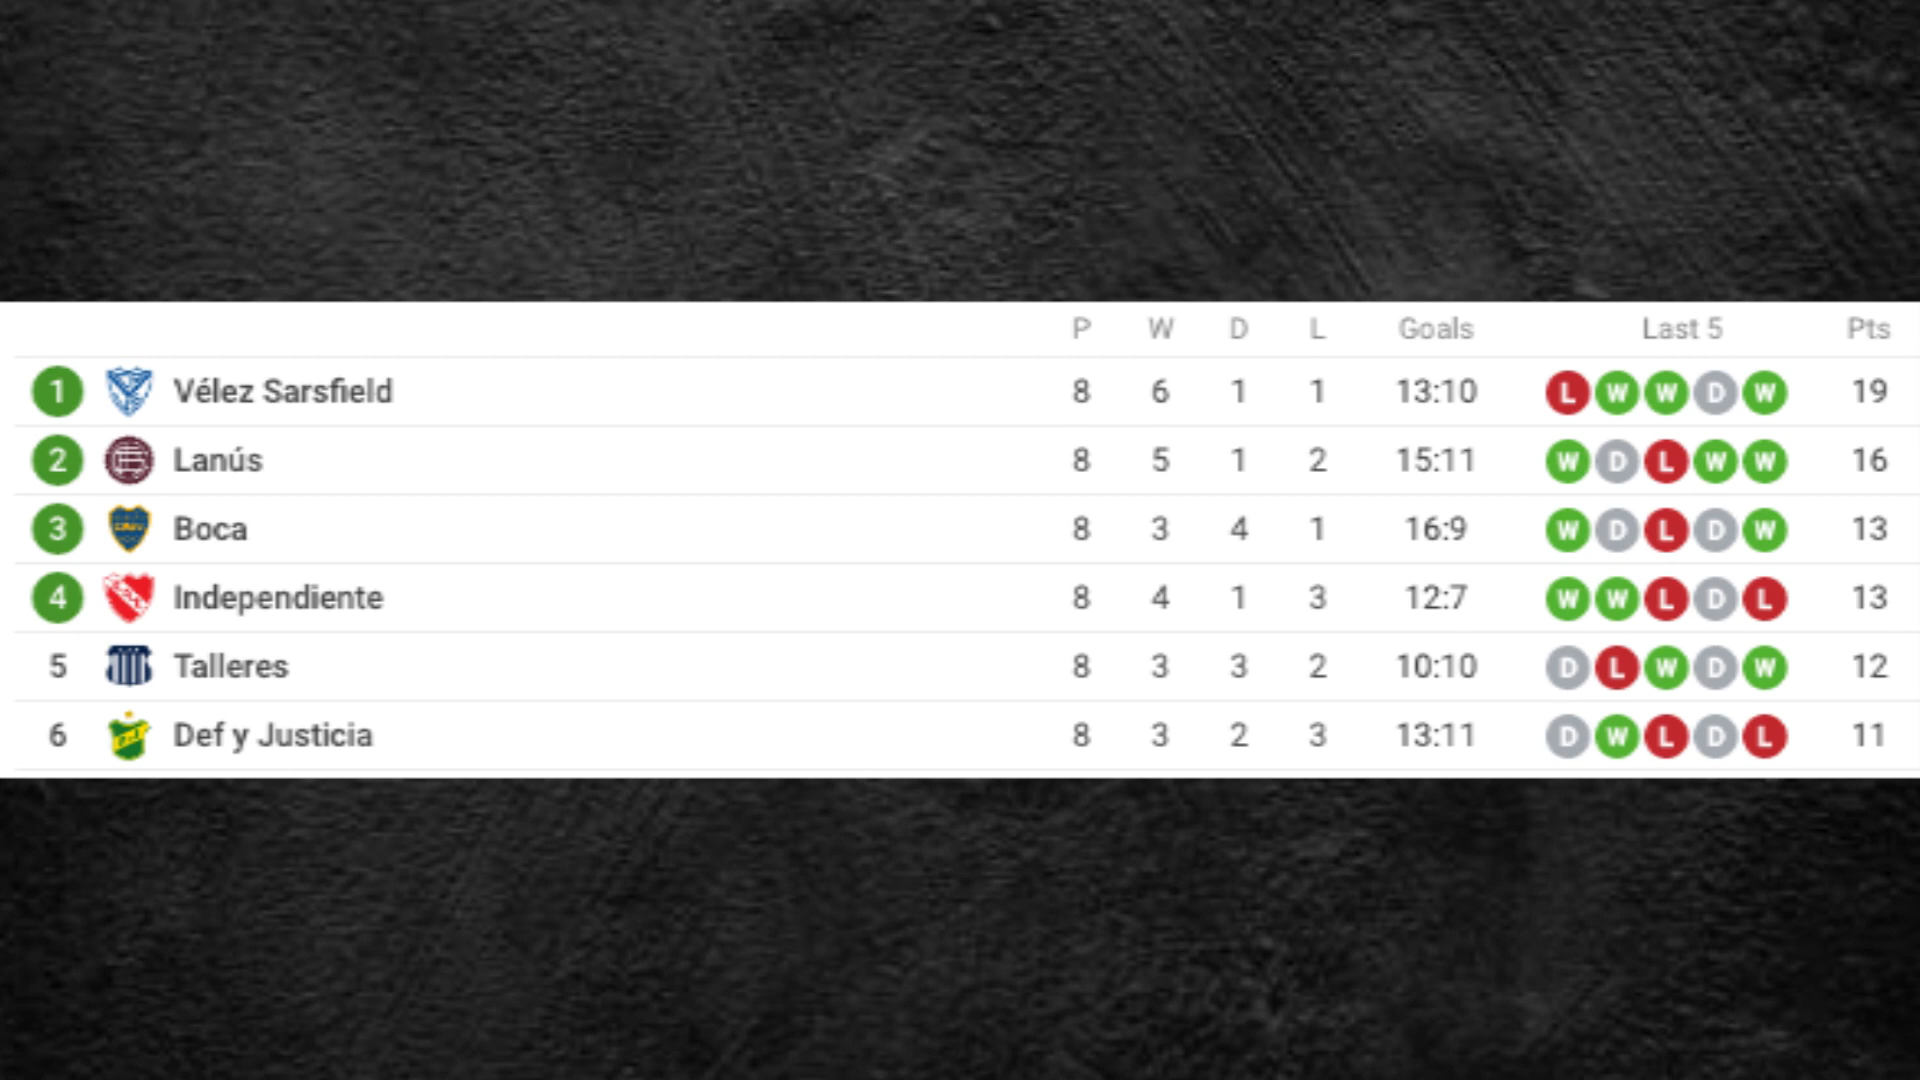 P W D L Goals Last 5 Pts
1 Vélez Sarsfield 8 6 1 1 13:10 L W W D W 19
2 Lanús 8 5 1 2 15:11 W D L W W 16
3 Boca 8 3 4 1 16:9 W D L D W 13
4 Independiente 8 4 1 3 12:7 W W L D L 13
5 Talleres 8 3 3 2 10:10 D L W D W 12
6 Def y Justicia 8 3 2 3 13:11 D W L D L 11